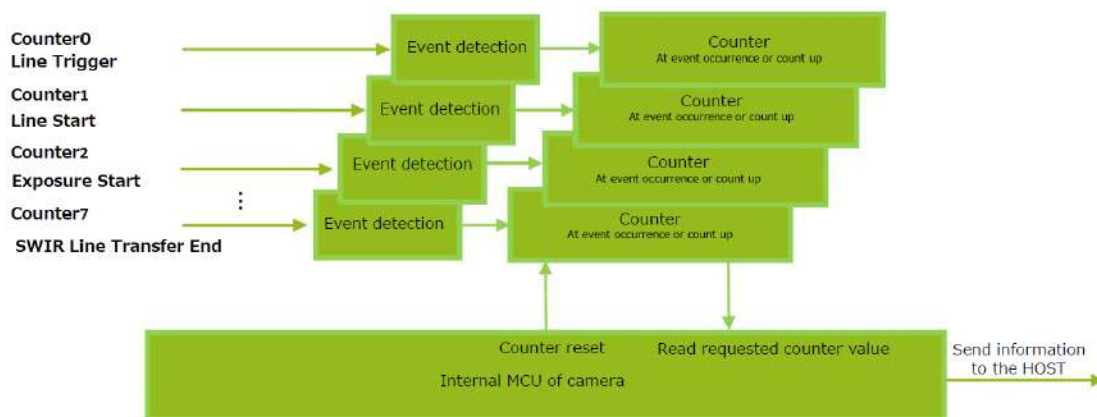 Counter0
Line Trigger
Event detection
Counter
At event occurrence or count up
Counter1
Line Start
Event detection
Counter
At event occurrence or count up
Counter2
Exposure Start
Event detection
Counter
At event occurrence or count up
⋮
Counter7
SWIR Line Transfer End
Event detection
Counter
At event occurrence or count up
Counter reset
Read requested counter value
Internal MCU of camera
Send information
to the HOST